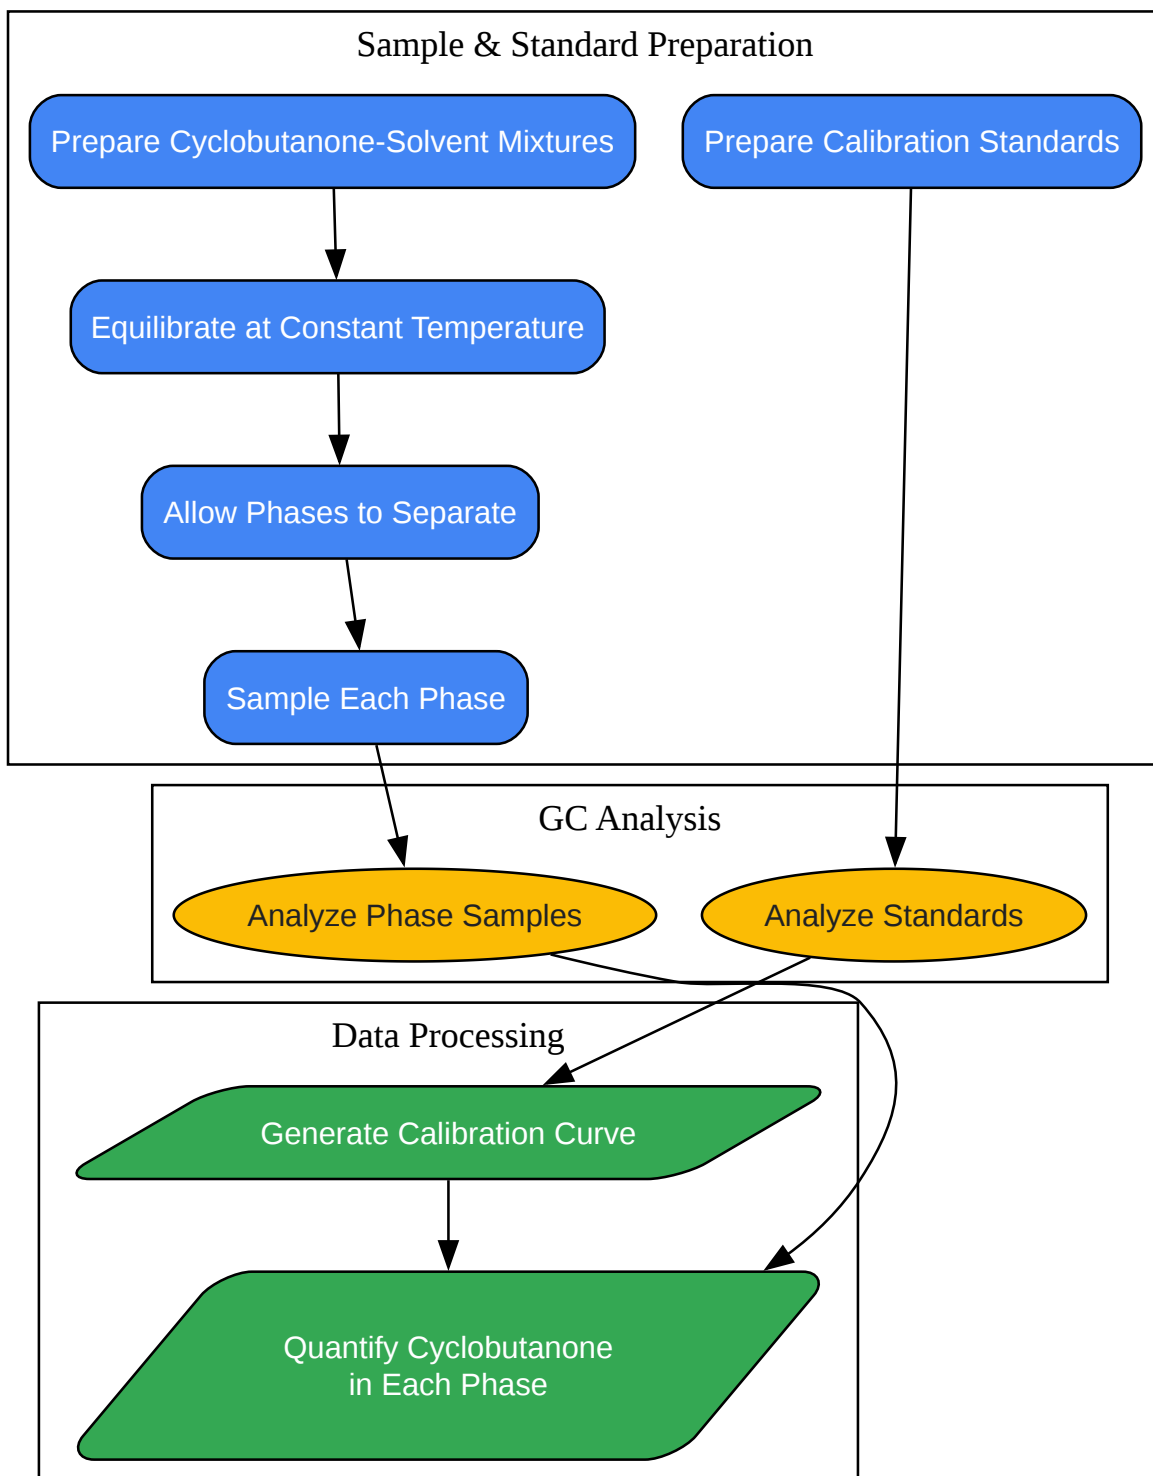 Sample & Standard Preparation
Prepare Cyclobutanone-Solvent Mixtures
Prepare Calibration Standards
Equilibrate at Constant Temperature
Allow Phases to Separate
Sample Each Phase
GC Analysis
Analyze Phase Samples
Analyze Standards
Data Processing
Generate Calibration Curve
Quantify Cyclobutanone
in Each Phase